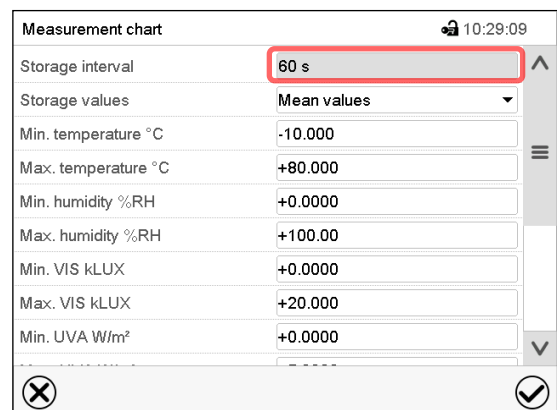 Measurement chart 10:29:09
Storage interval 60 s
Storage values Mean values
Min. temperature °C -10.000
Max. temperature °C +80.000
Min. humidity %RH +0.0000
Max. humidity %RH +100.00
Min. VIS kLUX +0.0000
Max. VIS kLUX +20.000
Min. UVA W/m² +0.0000